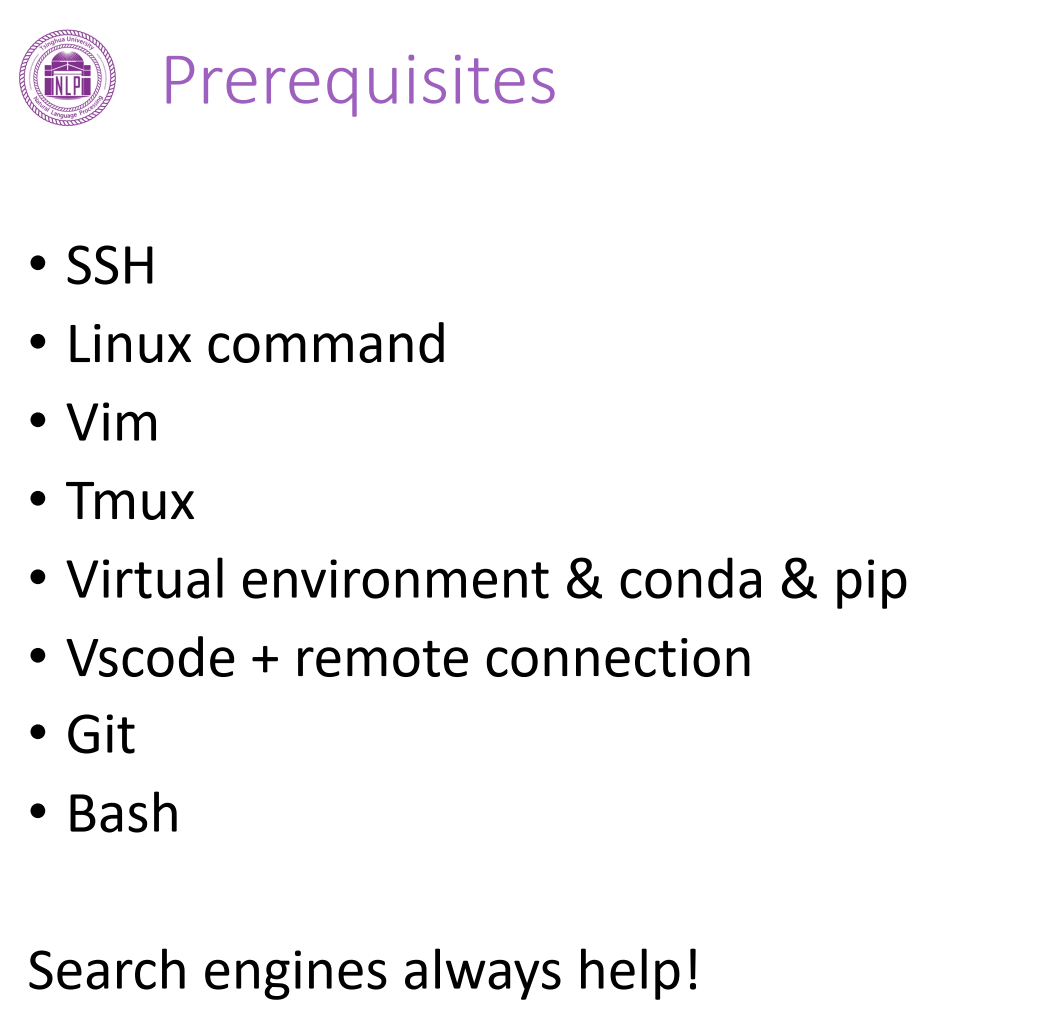 Tsinghua University
NLP
Natural Language Processing
Prerequisites
• SSH
• Linux command
• Vim
• Tmux
• Virtual environment & conda & pip
• Vscode + remote connection
• Git
• Bash
Search engines always help!